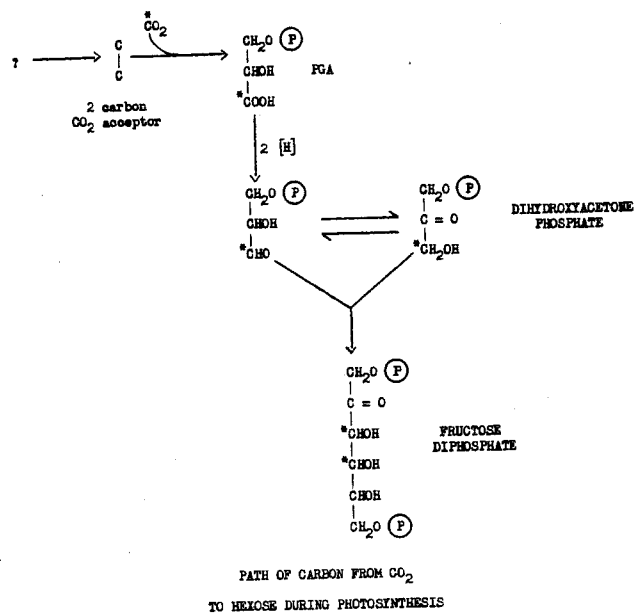 *CO2
? C CH2O P
C CHOH PGA
*COOH
2 carbon
CO2 acceptor
2 [H]
CH2O P CH2O P
CHOH C = O
*CHO *CH2OH
DIHYDROXYACETONE
PHOSPHATE
CH2O P
C = O
*CHOH
*CHOH
CHOH
CH2O P
FRUCTOSE
DIPHOSPHATE
PATH OF CARBON FROM CO2
TO HEXOSE DURING PHOTOSYNTHESIS